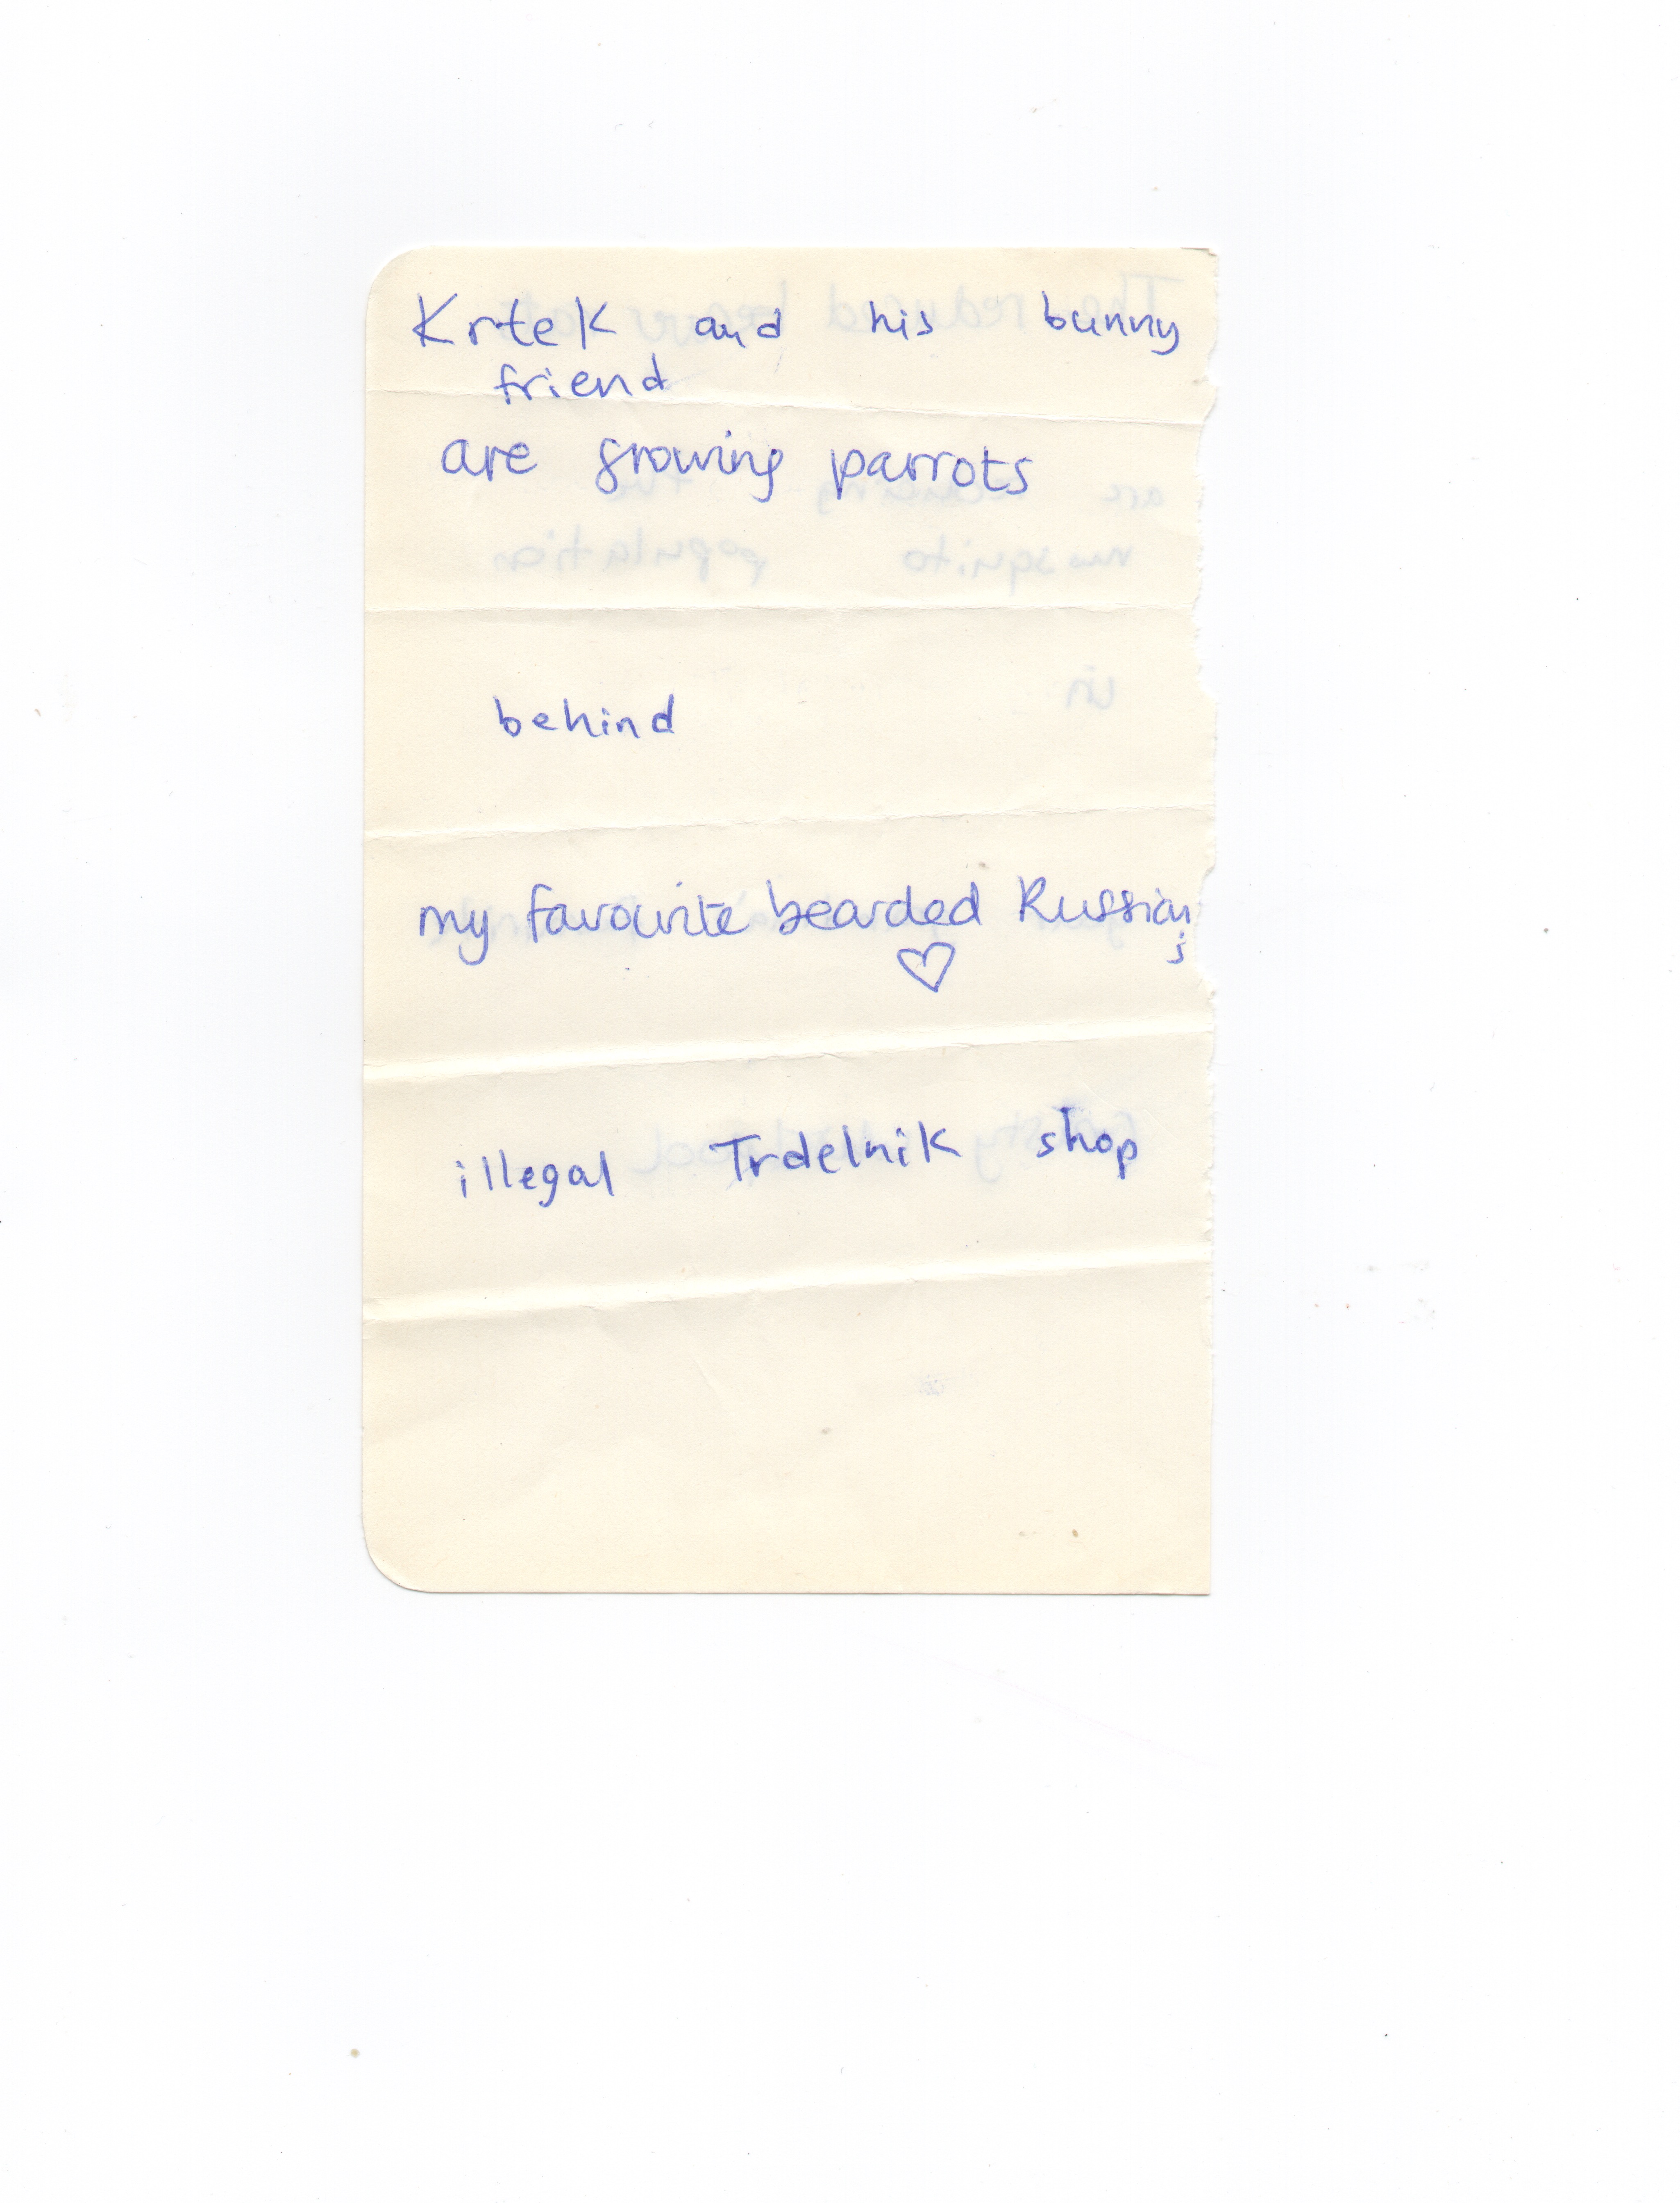 Krtek and his bunny
friend
are growing parrots
behind
my favourite bearded Russian
s
♡
illegal Trdelnik shop